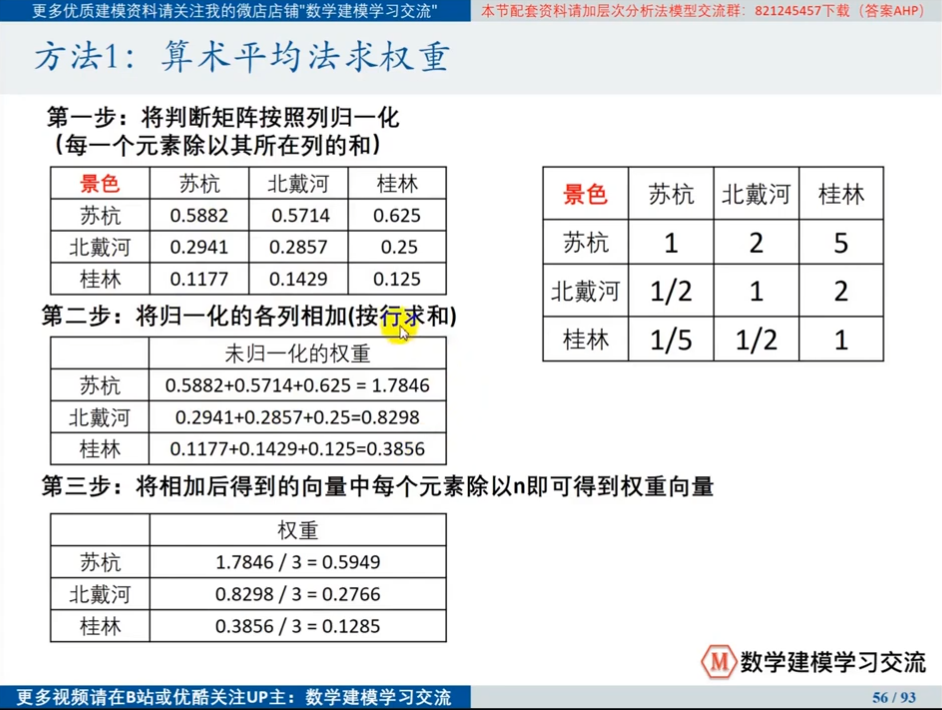 更多优质建模资料请关注我的微店店铺"数学建模学习交流"
本节配套资料请加层次分析法模型交流群：821245457下载（答案AHP）
方法1：算术平均法求权重
第一步：将判断矩阵按照列归一化
（每一个元素除以其所在列的和）
景色 苏杭 北戴河 桂林
苏杭 0.5882 0.5714 0.625
北戴河 0.2941 0.2857 0.25
桂林 0.1177 0.1429 0.125
第二步：将归一化的各列相加(按行求和)
未归一化的权重
苏杭 0.5882+0.5714+0.625 = 1.7846
北戴河 0.2941+0.2857+0.25=0.8298
桂林 0.1177+0.1429+0.125=0.3856
第三步：将相加后得到的向量中每个元素除以n即可得到权重向量
权重
苏杭 1.7846 / 3 = 0.5949
北戴河 0.8298 / 3 = 0.2766
桂林 0.3856 / 3 = 0.1285
景色 苏杭 北戴河 桂林
苏杭 1 2 5
北戴河 1/2 1 2
桂林 1/5 1/2 1
M 数学建模学习交流
更多视频请在B站或优酷关注UP主：数学建模学习交流
56 / 93